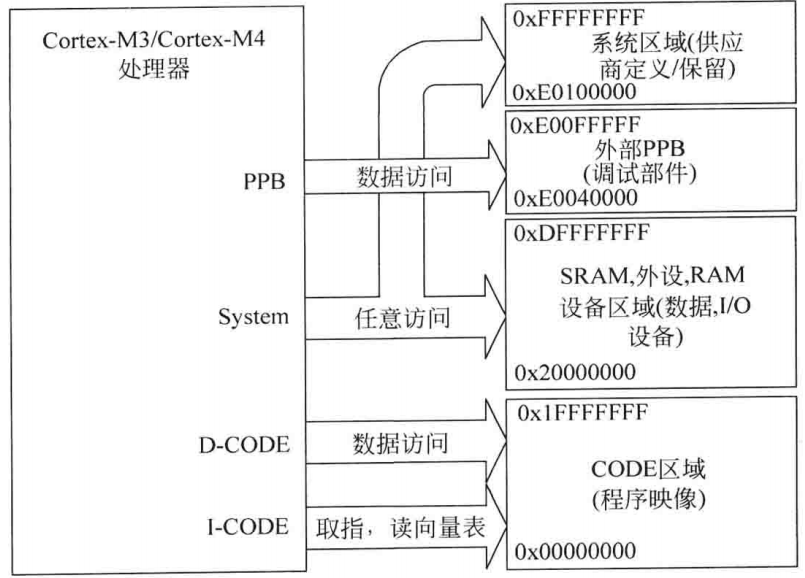 Cortex-M3/Cortex-M4
处理器
PPB
System
D-CODE
I-CODE
数据访问
任意访问
数据访问
取指，读向量表
0xFFFFFFFF
系统区域(供应
商定义/保留)
0xE0100000
0xE00FFFFF
外部PPB
(调试部件)
0xE0040000
0xDFFFFFFF
SRAM,外设,RAM
设备区域(数据,I/O
设备)
0x20000000
0x1FFFFFFF
CODE区域
(程序映像)
0x00000000